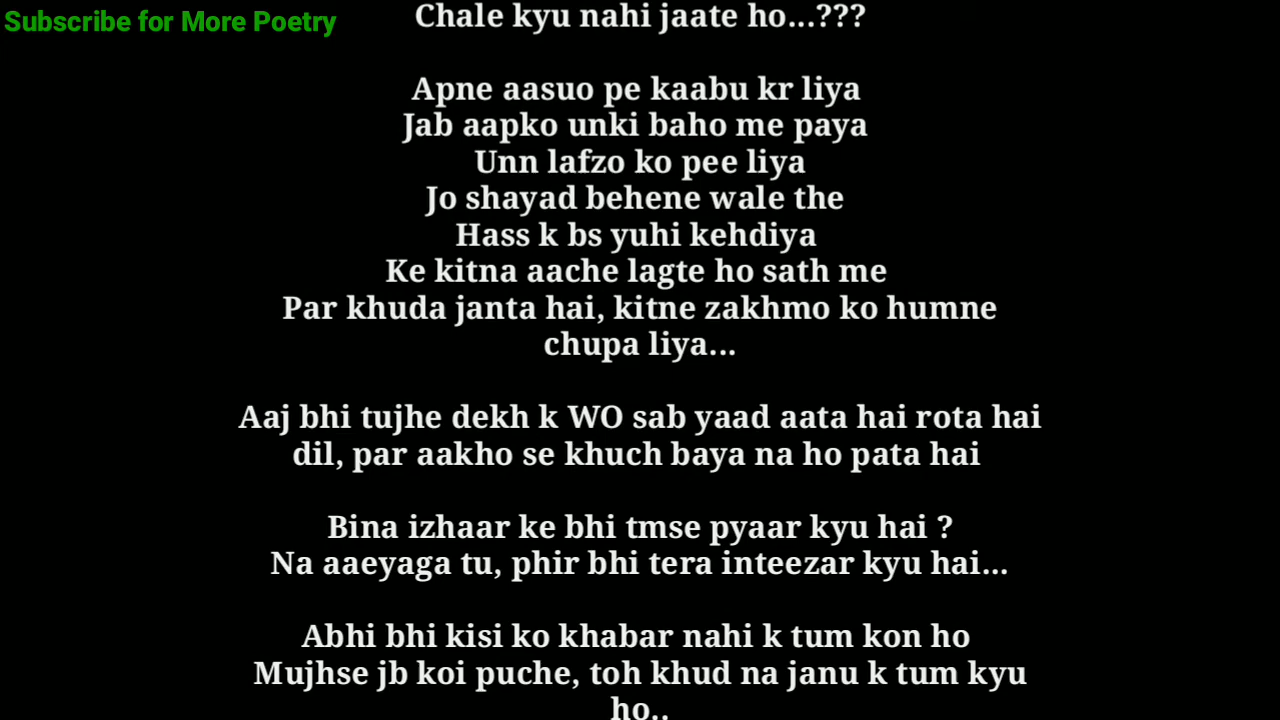 Subscribe for More Poetry
Chale kyu nahi jaate ho...???
Apne aasuo pe kaabu kr liya
Jab aapko unki baho me paya
Unn lafzo ko pee liya
Jo shayad behene wale the
Hass k bs yuhi kehdiya
Ke kitna aache lagte ho sath me
Par khuda janta hai, kitne zakhmo ko humne
chupa liya...
Aaj bhi tujhe dekh k WO sab yaad aata hai rota hai
dil, par aakho se khuch baya na ho pata hai
Bina izhaar ke bhi tmse pyaar kyu hai ?
Na aaeyaga tu, phir bhi tera inteezar kyu hai...
Abhi bhi kisi ko khabar nahi k tum kon ho
Mujhse jb koi puche, toh khud na janu k tum kyu
ho..